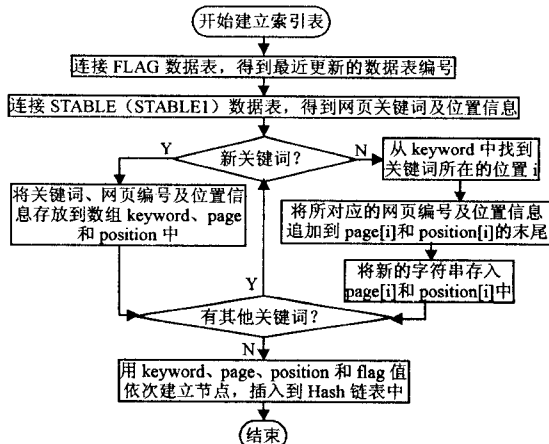 开始建立索引表
连接 FLAG 数据表，得到最近更新的数据表编号
连接 STABLE（STABLE1）数据表，得到网页关键词及位置信息
Y
新关键词？
N
从 keyword 中找到
关键词所在的位置 i
将关键词、网页编号及位置信
息存放到数组 keyword、page
和 position 中
将所对应的网页编号及位置信息
追加到 page[i]和 position[i]的末尾
将新的字符串存入
page[i]和 position[i]中
Y
有其他关键词？
N
用 keyword、page、position 和 flag 值
依次建立节点，插入到 Hash 链表中
结束